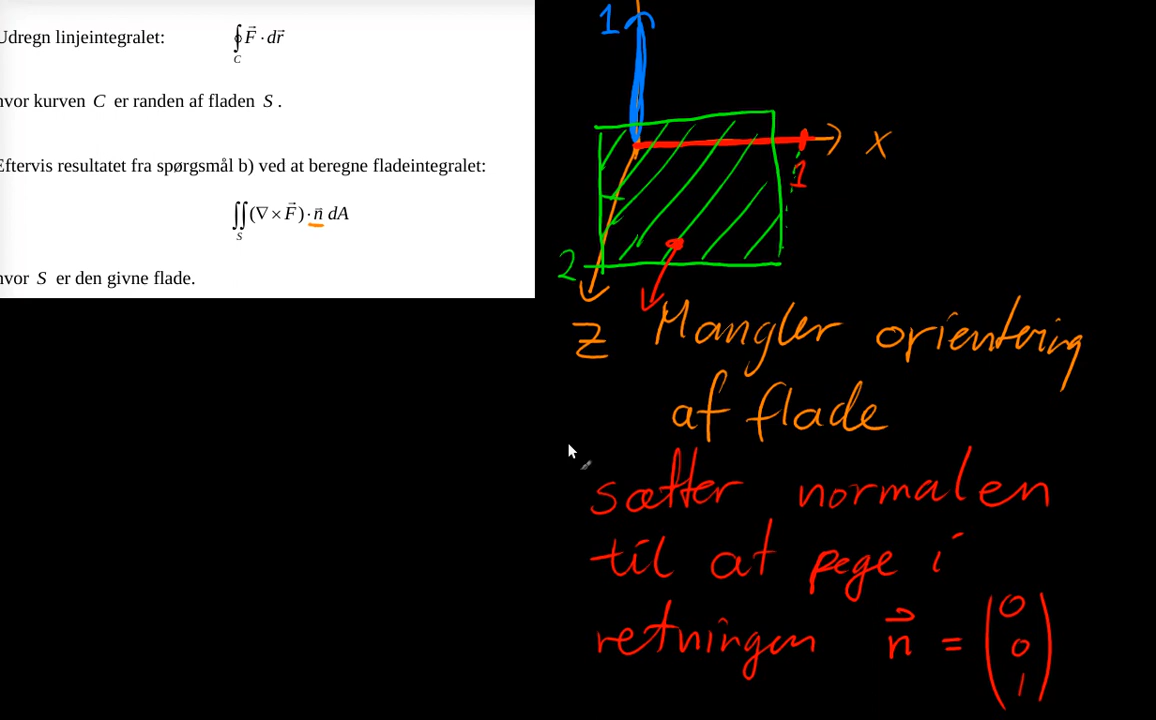 Udregn linjeintegralet: ∮_C F⃗ · dr⃗
hvor kurven C er randen af fladen S .
Eftervis resultatet fra spørgsmål b) ved at beregne fladeintegralet:
∬_S (∇ × F⃗) · n⃗ dA
hvor S er den givne flade.
1
x
1
2
z
Mangler orientering
af flade
sætter normalen
til at pege i
retningen n⃗ = (0
0
1)